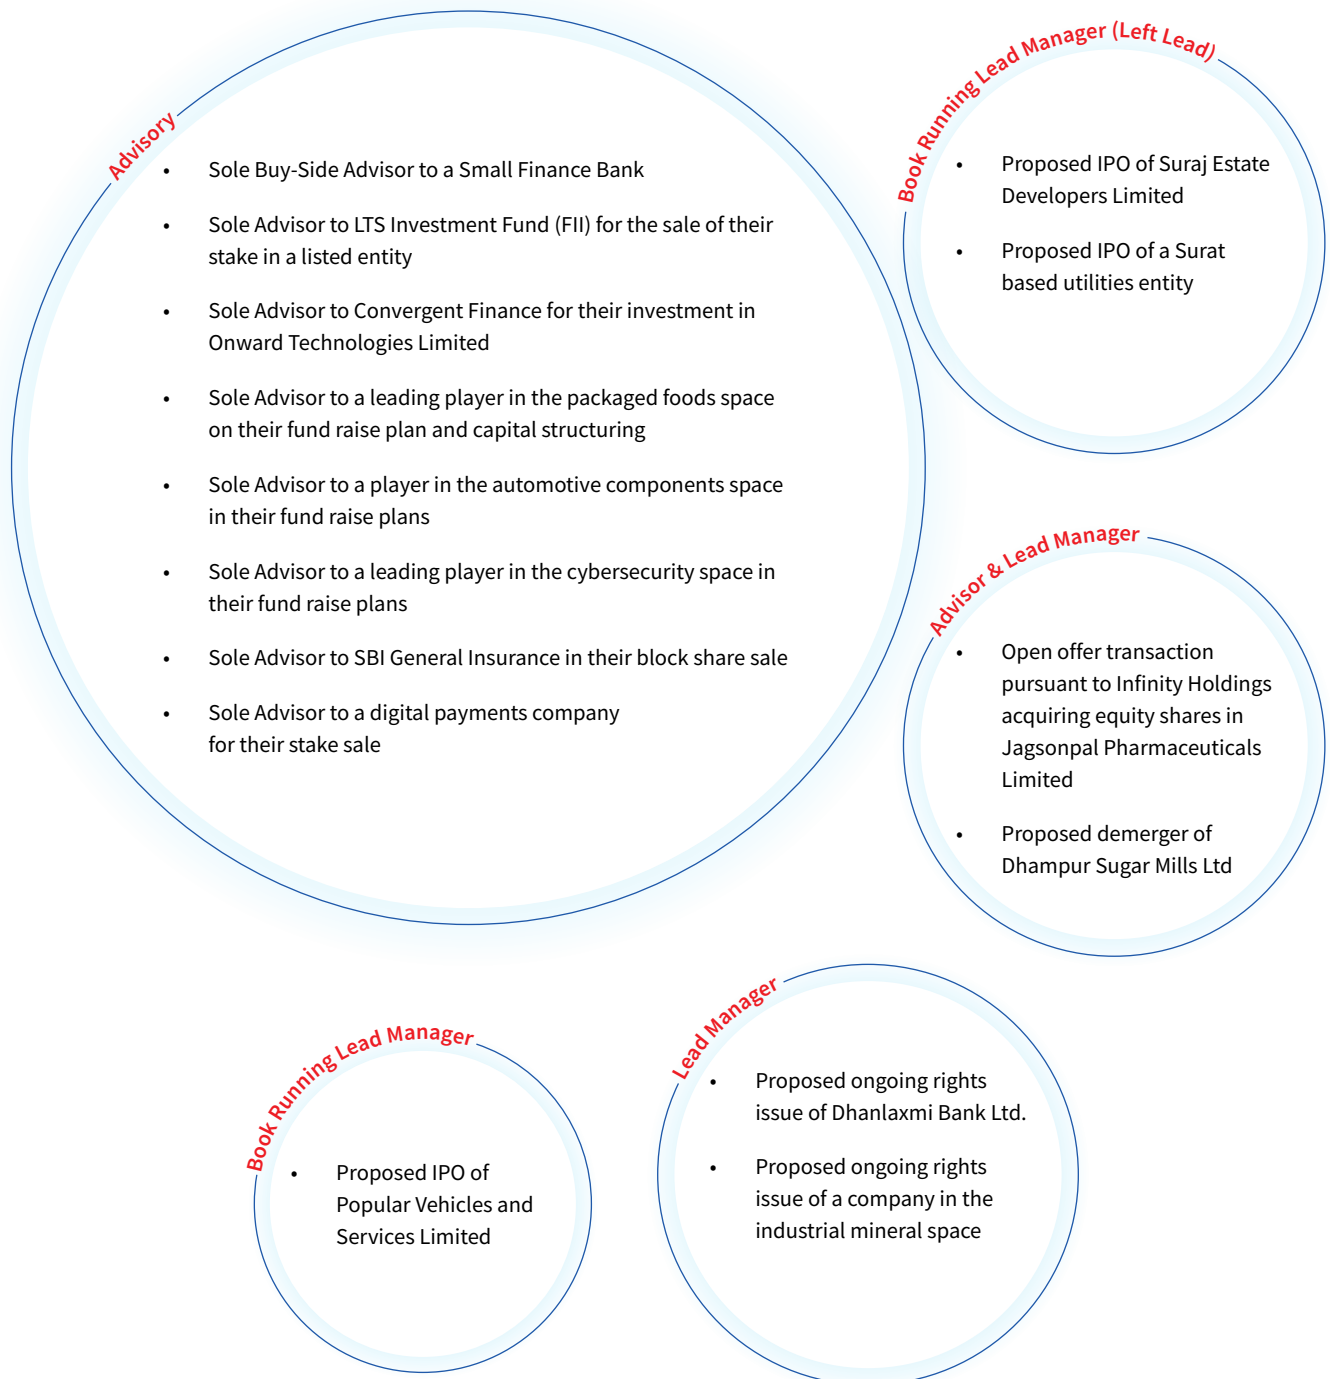 Advisory
• Sole Buy-Side Advisor to a Small Finance Bank
• Sole Advisor to LTS Investment Fund (FII) for the sale of their
stake in a listed entity
• Sole Advisor to Convergent Finance for their investment in
Onward Technologies Limited
• Sole Advisor to a leading player in the packaged foods space
on their fund raise plan and capital structuring
• Sole Advisor to a player in the automotive components space
in their fund raise plans
• Sole Advisor to a leading player in the cybersecurity space in
their fund raise plans
• Sole Advisor to SBI General Insurance in their block share sale
• Sole Advisor to a digital payments company
for their stake sale
Book Running Lead Manager (Left Lead)
• Proposed IPO of Suraj Estate
Developers Limited
• Proposed IPO of a Surat
based utilities entity
Advisor & Lead Manager
• Open offer transaction
pursuant to Infinity Holdings
acquiring equity shares in
Jagsonpal Pharmaceuticals
Limited
• Proposed demerger of
Dhampur Sugar Mills Ltd
Book Running Lead Manager
• Proposed IPO of
Popular Vehicles and
Services Limited
Lead Manager
• Proposed ongoing rights
issue of Dhanlaxmi Bank Ltd.
• Proposed ongoing rights
issue of a company in the
industrial mineral space